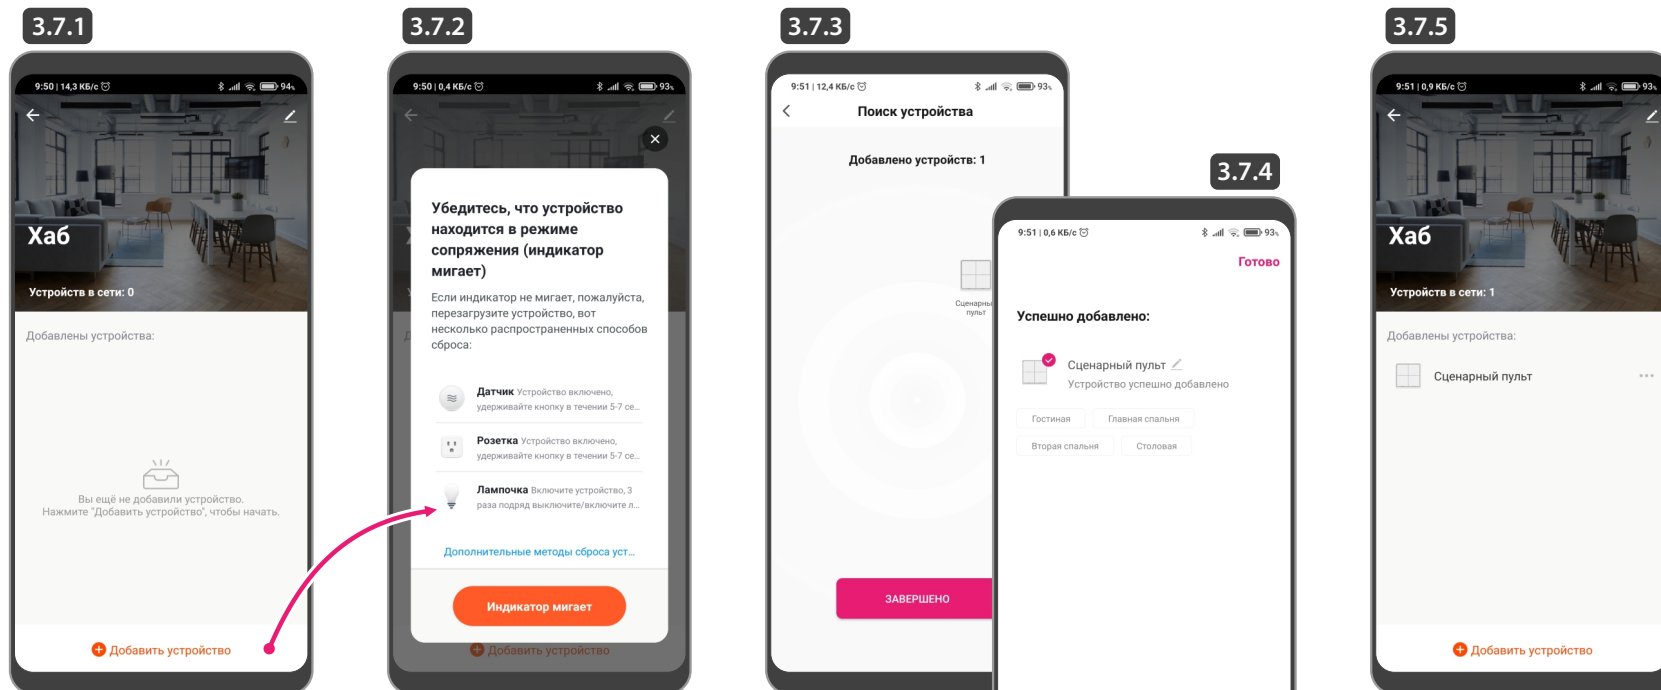 3.7.1
9:50 | 14,3 КБ/с
94%
Хаб
Устройств в сети: 0
Добавлены устройства:
Вы ещё не добавили устройство.
Нажмите "Добавить устройство", чтобы начать.
Добавить устройство
3.7.2
9:50 | 0,4 КБ/с
93%
Убедитесь, что устройство
находится в режиме
сопряжения (индикатор
мигает)
Если индикатор не мигает, пожалуйста,
перезагрузите устройство, вот
несколько распространенных способов
сброса:
Датчик Устройство включено,
удерживайте кнопку в течении 5-7 се...
Розетка Устройство включено,
удерживайте кнопку в течении 5-7 се...
Лампочка Включите устройство, 3
раза подряд выключите/включите л...
Дополнительные методы сброса уст...
Индикатор мигает
Добавить устройство
3.7.3
9:51 | 12,4 КБ/с
93%
Поиск устройства
Добавлено устройств: 1
Сценарны
пульт
ЗАВЕРШЕНО
3.7.4
9:51 | 0,6 КБ/с
93%
Готово
Успешно добавлено:
Сценарный пульт
Устройство успешно добавлено
Гостиная Главная спальня
Вторая спальня Столовая
3.7.5
9:51 | 0,9 КБ/с
93%
Хаб
Устройств в сети: 1
Добавлены устройства:
Сценарный пульт
Добавить устройство